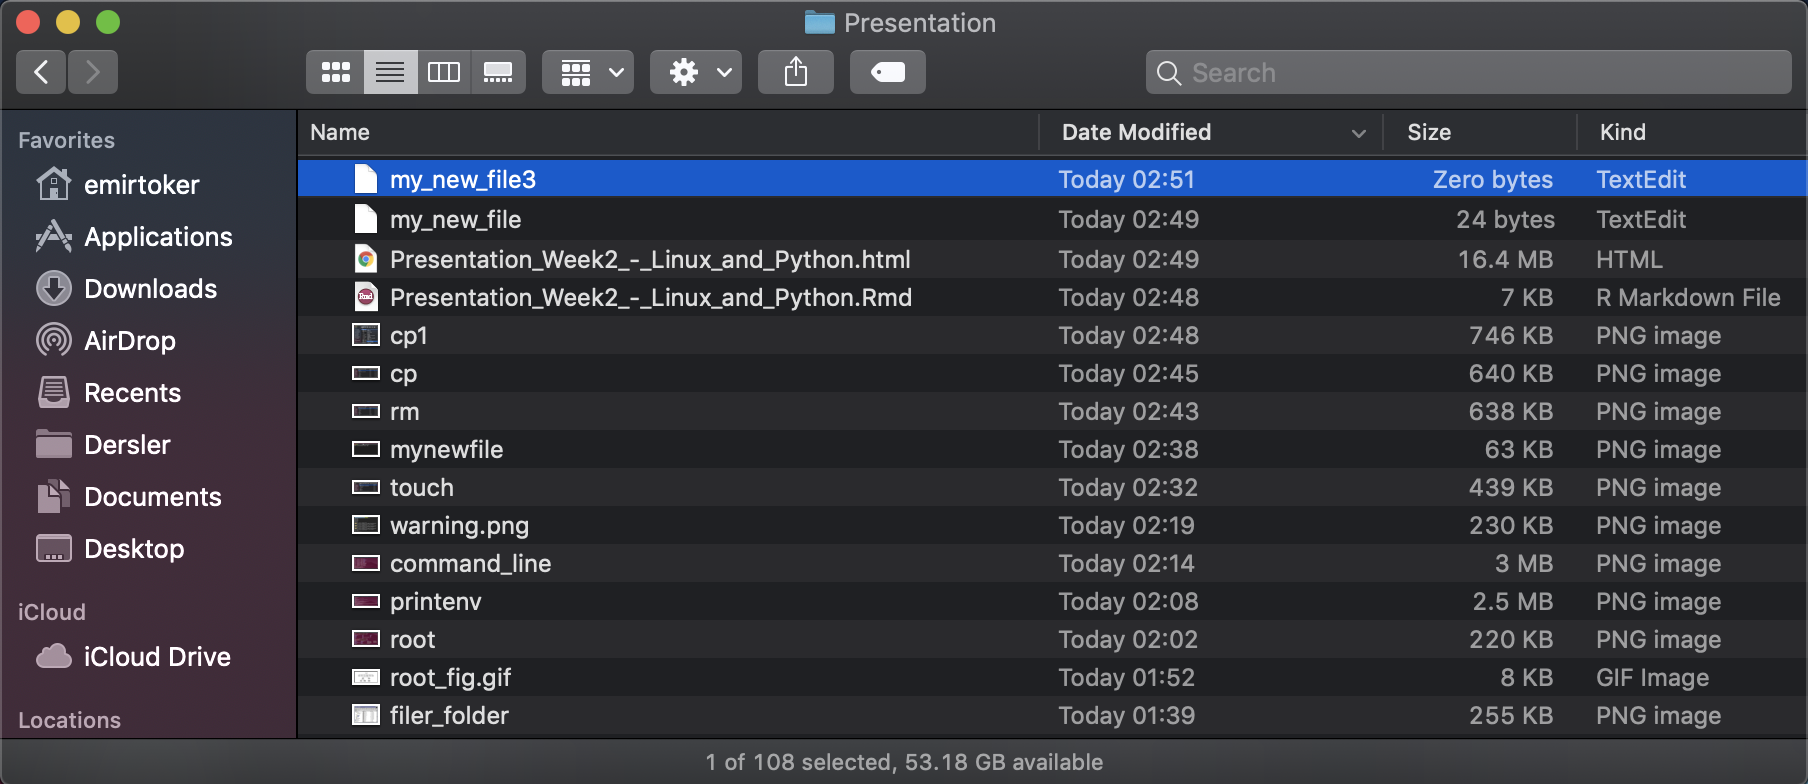 Presentation
Search
Favorites
emirtoker
Applications
Downloads
AirDrop
Recents
Dersler
Documents
Desktop
iCloud
iCloud Drive
Locations
Name Date Modified Size Kind
my_new_file3 Today 02:51 Zero bytes TextEdit
my_new_file Today 02:49 24 bytes TextEdit
Presentation_Week2_-_Linux_and_Python.html Today 02:49 16.4 MB HTML
Rmd Presentation_Week2_-_Linux_and_Python.Rmd Today 02:48 7 KB R Markdown File
cp1 Today 02:48 746 KB PNG image
cp Today 02:45 640 KB PNG image
rm Today 02:43 638 KB PNG image
mynewfile Today 02:38 63 KB PNG image
touch Today 02:32 439 KB PNG image
warning.png Today 02:19 230 KB PNG image
command_line Today 02:14 3 MB PNG image
printenv Today 02:08 2.5 MB PNG image
root Today 02:02 220 KB PNG image
root_fig.gif Today 01:52 8 KB GIF Image
filer_folder Today 01:39 255 KB PNG image
1 of 108 selected, 53.18 GB available